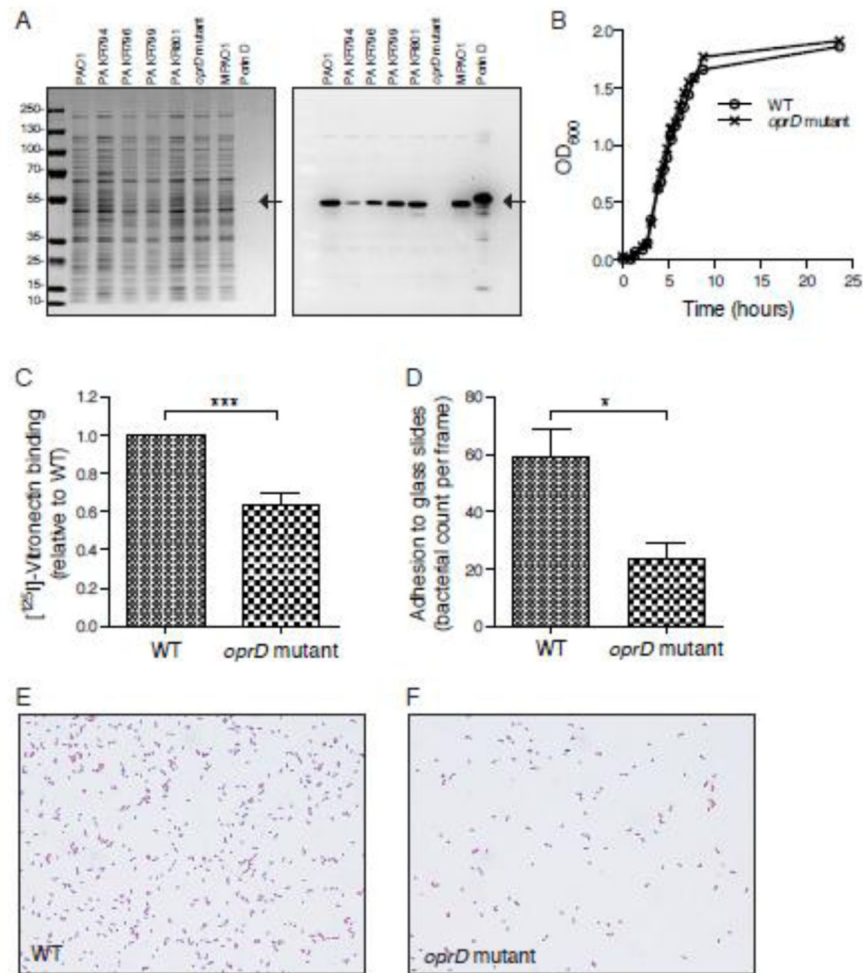 A
PAO1
PA KR794
PA KR796
PA KR799
PA KR801
oprD mutant
MPAO1
Porin D
250-
130-
100-
70-
55-
35-
25-
15-
10-
PAO1
PA KR794
PA KR796
PA KR799
PA KR801
oprD mutant
MPAO1
Porin D
B
2.0
1.5
1.0
0.5
0.0
OD600
WT
oprD mutant
0 5 10 15 20 25
Time (hours)
C
[125I]-Vitronectin binding
(relative to WT)
1.2
1.0
0.8
0.6
0.4
0.2
0.0
***
WT oprD mutant
D
Adhesion to glass slides
(bacterial count per frame)
80
60
40
20
0
*
WT oprD mutant
E
WT
F
oprD mutant